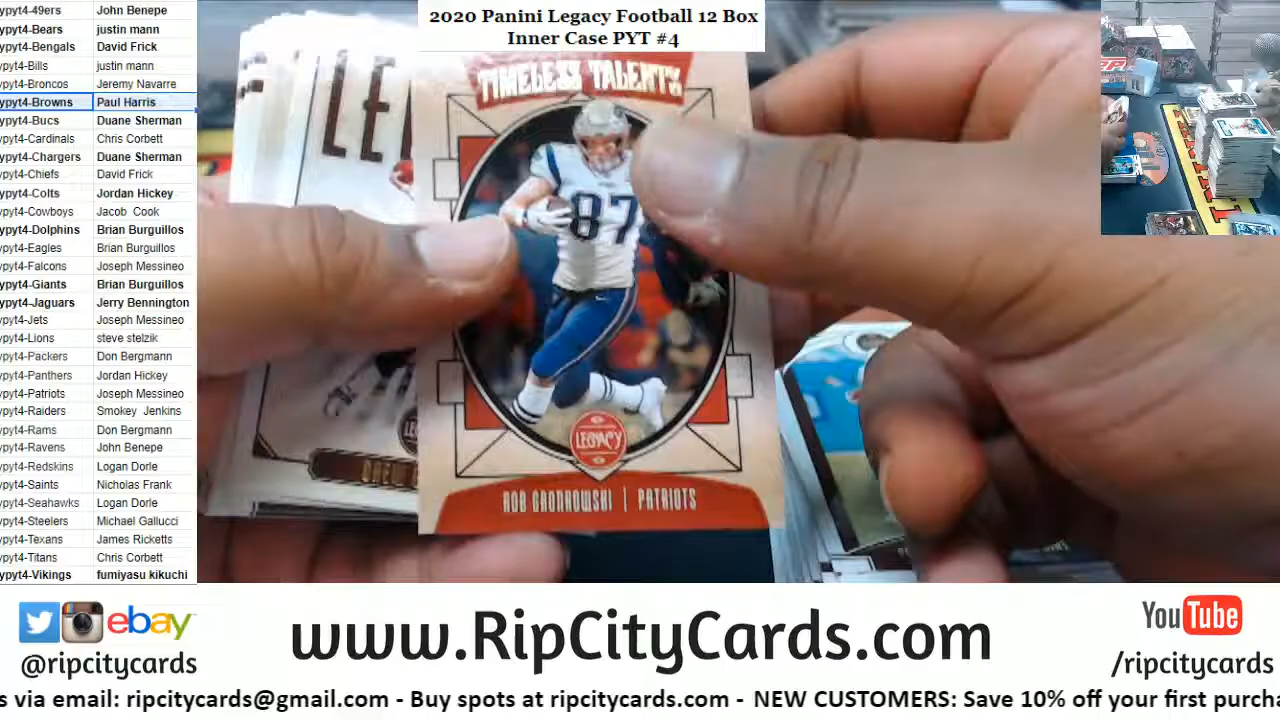 ypyt4-49ers John Benepe
ypyt4-Bears justin mann
ypyt4-Bengals David Frick
ypyt4-Bills justin mann
ypyt4-Broncos Jeremy Navarre
ypyt4-Browns Paul Harris
ypyt4-Bucs Duane Sherman
ypyt4-Cardinals Chris Corbett
ypyt4-Chargers Duane Sherman
ypyt4-Chiefs David Frick
ypyt4-Colts Jordan Hickey
ypyt4-Cowboys Jacob Cook
ypyt4-Dolphins Brian Burguillos
ypyt4-Eagles Brian Burguillos
ypyt4-Falcons Joseph Messineo
ypyt4-Giants Brian Burguillos
ypyt4-Jaguars Jerry Bennington
ypyt4-Jets Joseph Messineo
ypyt4-Lions steve stelzik
ypyt4-Packers Don Bergmann
ypyt4-Panthers Jordan Hickey
ypyt4-Patriots Joseph Messineo
ypyt4-Raiders Smokey Jenkins
ypyt4-Rams Don Bergmann
ypyt4-Ravens John Benepe
ypyt4-Redskins Logan Dorle
ypyt4-Saints Nicholas Frank
ypyt4-Seahawks Logan Dorle
ypyt4-Steelers Michael Gallucci
ypyt4-Texans James Ricketts
ypyt4-Titans Chris Corbett
ypyt4-Vikings fumiyasu kikuchi
2020 Panini Legacy Football 12 Box
Inner Case PYT #4
TIMELESS TALENTS
LE
87
LEGACY
ROB GRONKOWSKI | PATRIOTS
ebay
@ripcitycards
www.RipCityCards.com
YouTube
/ripcitycards
s via email: ripcitycards@gmail.com - Buy spots at ripcitycards.com - NEW CUSTOMERS: Save 10% off your first purcha